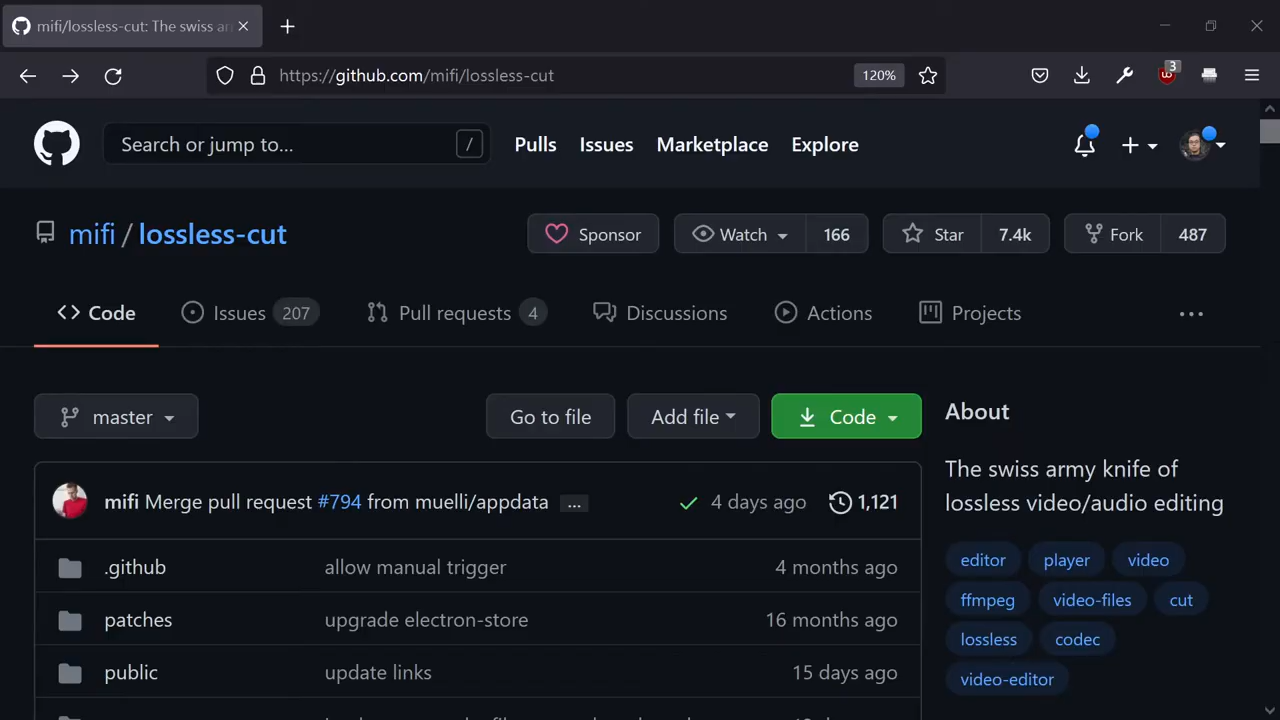 mifi/lossless-cut: The swiss ar
https://github.com/mifi/lossless-cut
120%
3
Search or jump to...
/
Pulls
Issues
Marketplace
Explore
mifi / lossless-cut
Sponsor
Watch
166
Star
7.4k
Fork
487
Code
Issues 207
Pull requests 4
Discussions
Actions
Projects
...
master
Go to file
Add file
Code
mifi Merge pull request #794 from muelli/appdata ...
4 days ago
1,121
.github
allow manual trigger
4 months ago
patches
upgrade electron-store
16 months ago
public
update links
15 days ago
About
The swiss army knife of
lossless video/audio editing
editor player video
ffmpeg video-files cut
lossless codec
video-editor